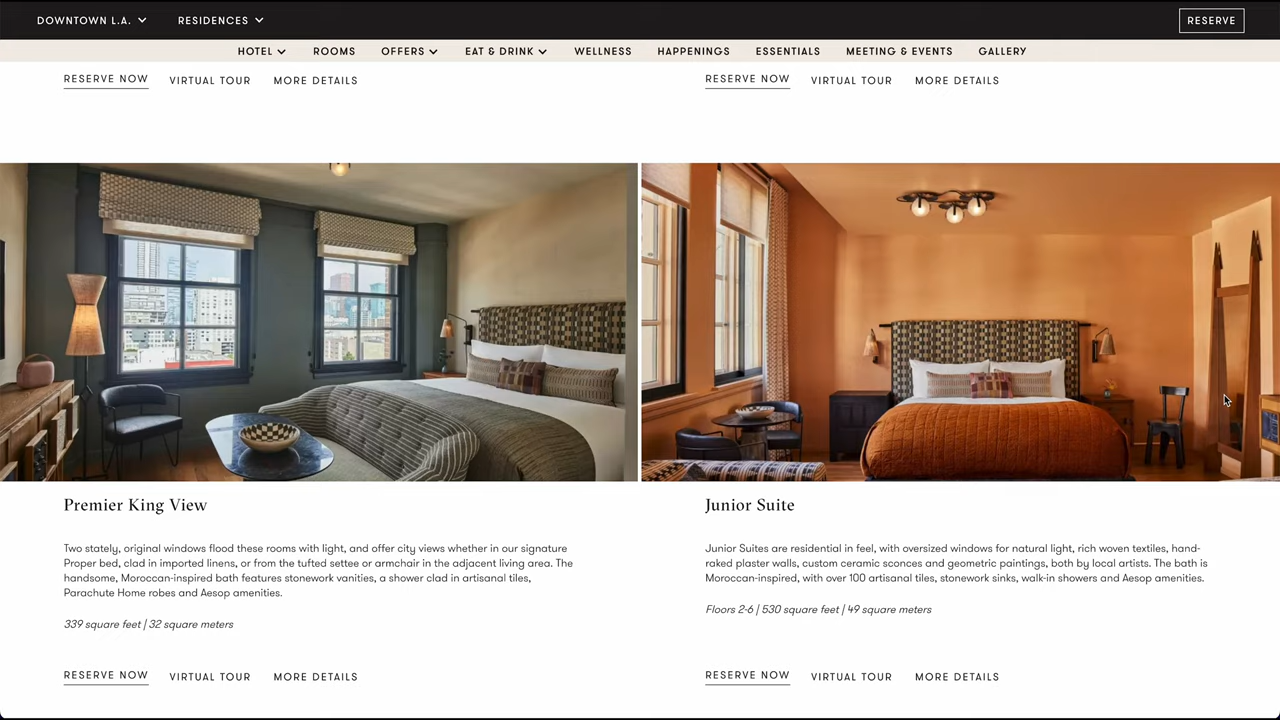 DOWNTOWN L.A. RESIDENCES RESERVE
HOTEL ROOMS OFFERS EAT & DRINK WELLNESS HAPPENINGS ESSENTIALS MEETING & EVENTS GALLERY
RESERVE NOW VIRTUAL TOUR MORE DETAILS
RESERVE NOW VIRTUAL TOUR MORE DETAILS
Premier King View
Two stately, original windows flood these rooms with light, and offer city views whether in our signature
Proper bed, clad in imported linens, or from the tufted settee or armchair in the adjacent living area. The
handsome, Moroccan-inspired bath features stonework vanities, a shower clad in artisanal tiles,
Parachute Home robes and Aesop amenities.
339 square feet | 32 square meters
RESERVE NOW VIRTUAL TOUR MORE DETAILS
Junior Suite
Junior Suites are residential in feel, with oversized windows for natural light, rich woven textiles, hand-
raked plaster walls, custom ceramic sconces and geometric paintings, both by local artists. The bath is
Moroccan-inspired, with over 100 artisanal tiles, stonework sinks, walk-in showers and Aesop amenities.
Floors 2-6 | 530 square feet | 49 square meters
RESERVE NOW VIRTUAL TOUR MORE DETAILS